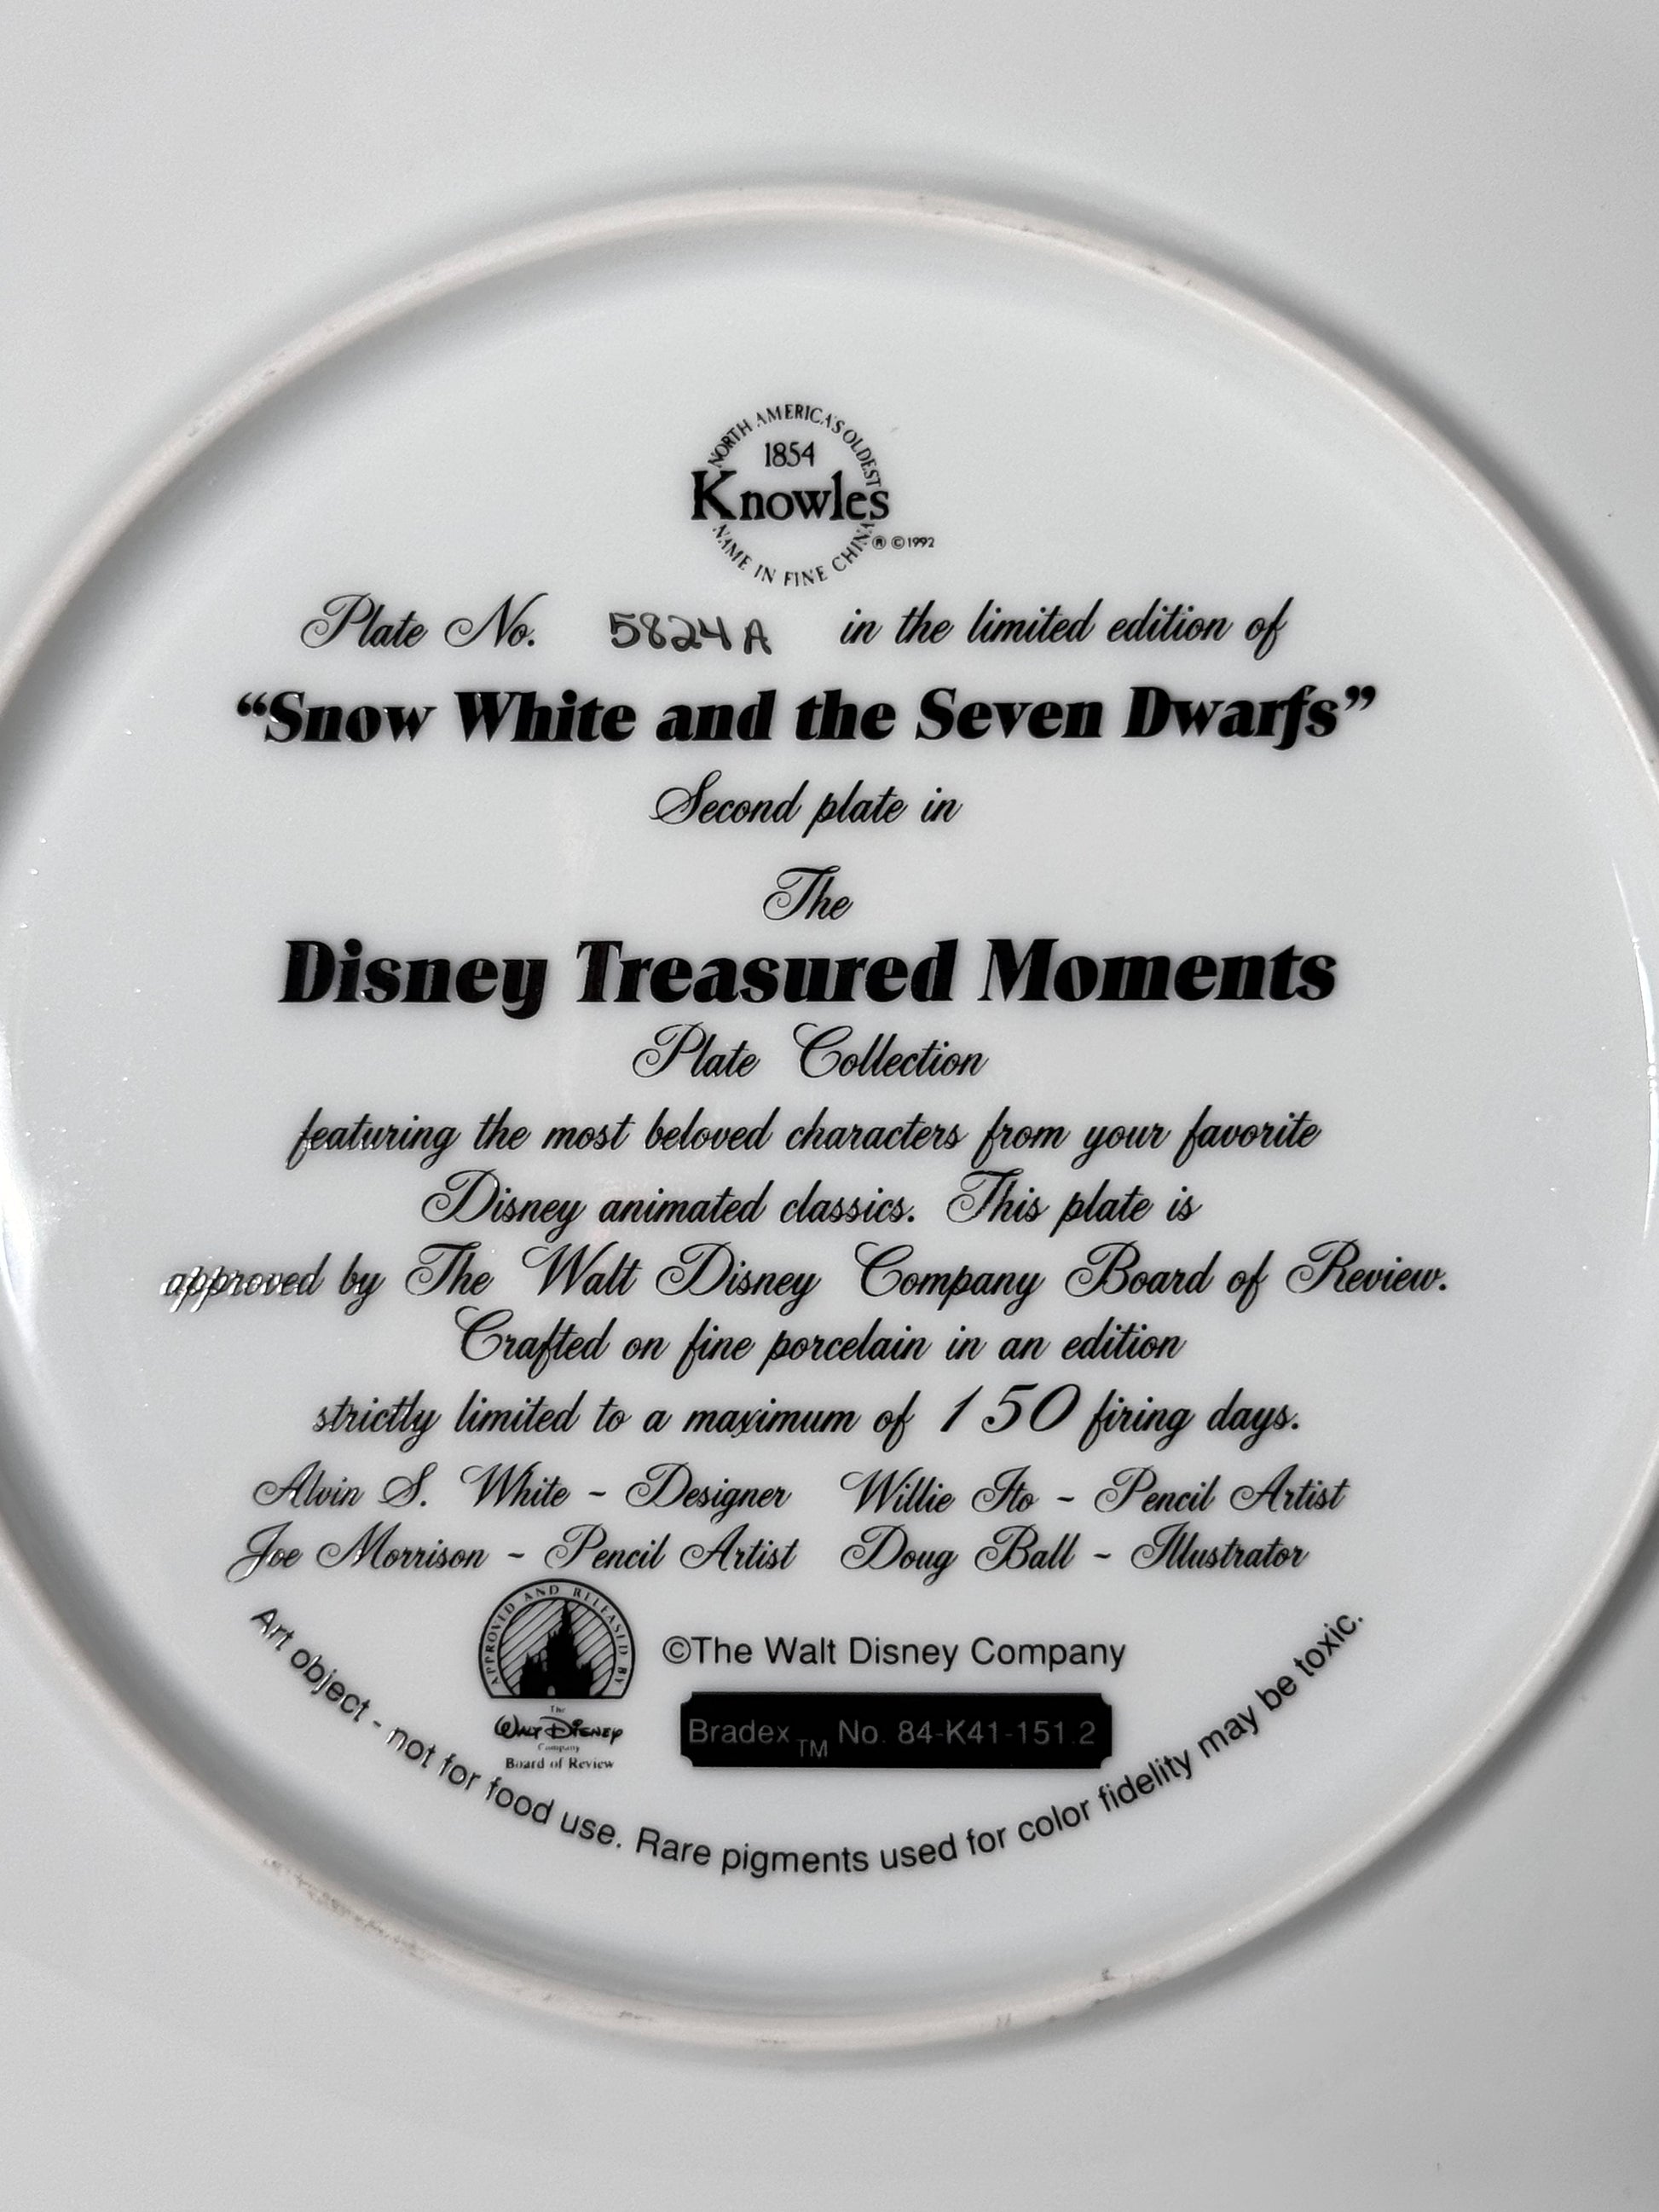 NORTH AMERICA'S OLDEST
1854
Knowles
NAME IN FINE CHINA
® ©1992
Plate No. 5824A in the limited edition of
“Snow White and the Seven Dwarfs”
Second plate in
The
Disney Treasured Moments
Plate Collection
featuring the most beloved characters from your favorite
Disney animated classics. This plate is
approved by The Walt Disney Company Board of Review.
Crafted on fine porcelain in an edition
strictly limited to a maximum of 150 firing days.
Alvin S. White ~ Designer Willie Ito ~ Pencil Artist
Joe Morrison ~ Pencil Artist Doug Ball ~ Illustrator
APPROVED AND RELEASED BY
The
WALT DISNEY
Company
Board of Review
©The Walt Disney Company
Bradex TM No. 84-K41-151.2
Art object - not for food use. Rare pigments used for color fidelity may be toxic.